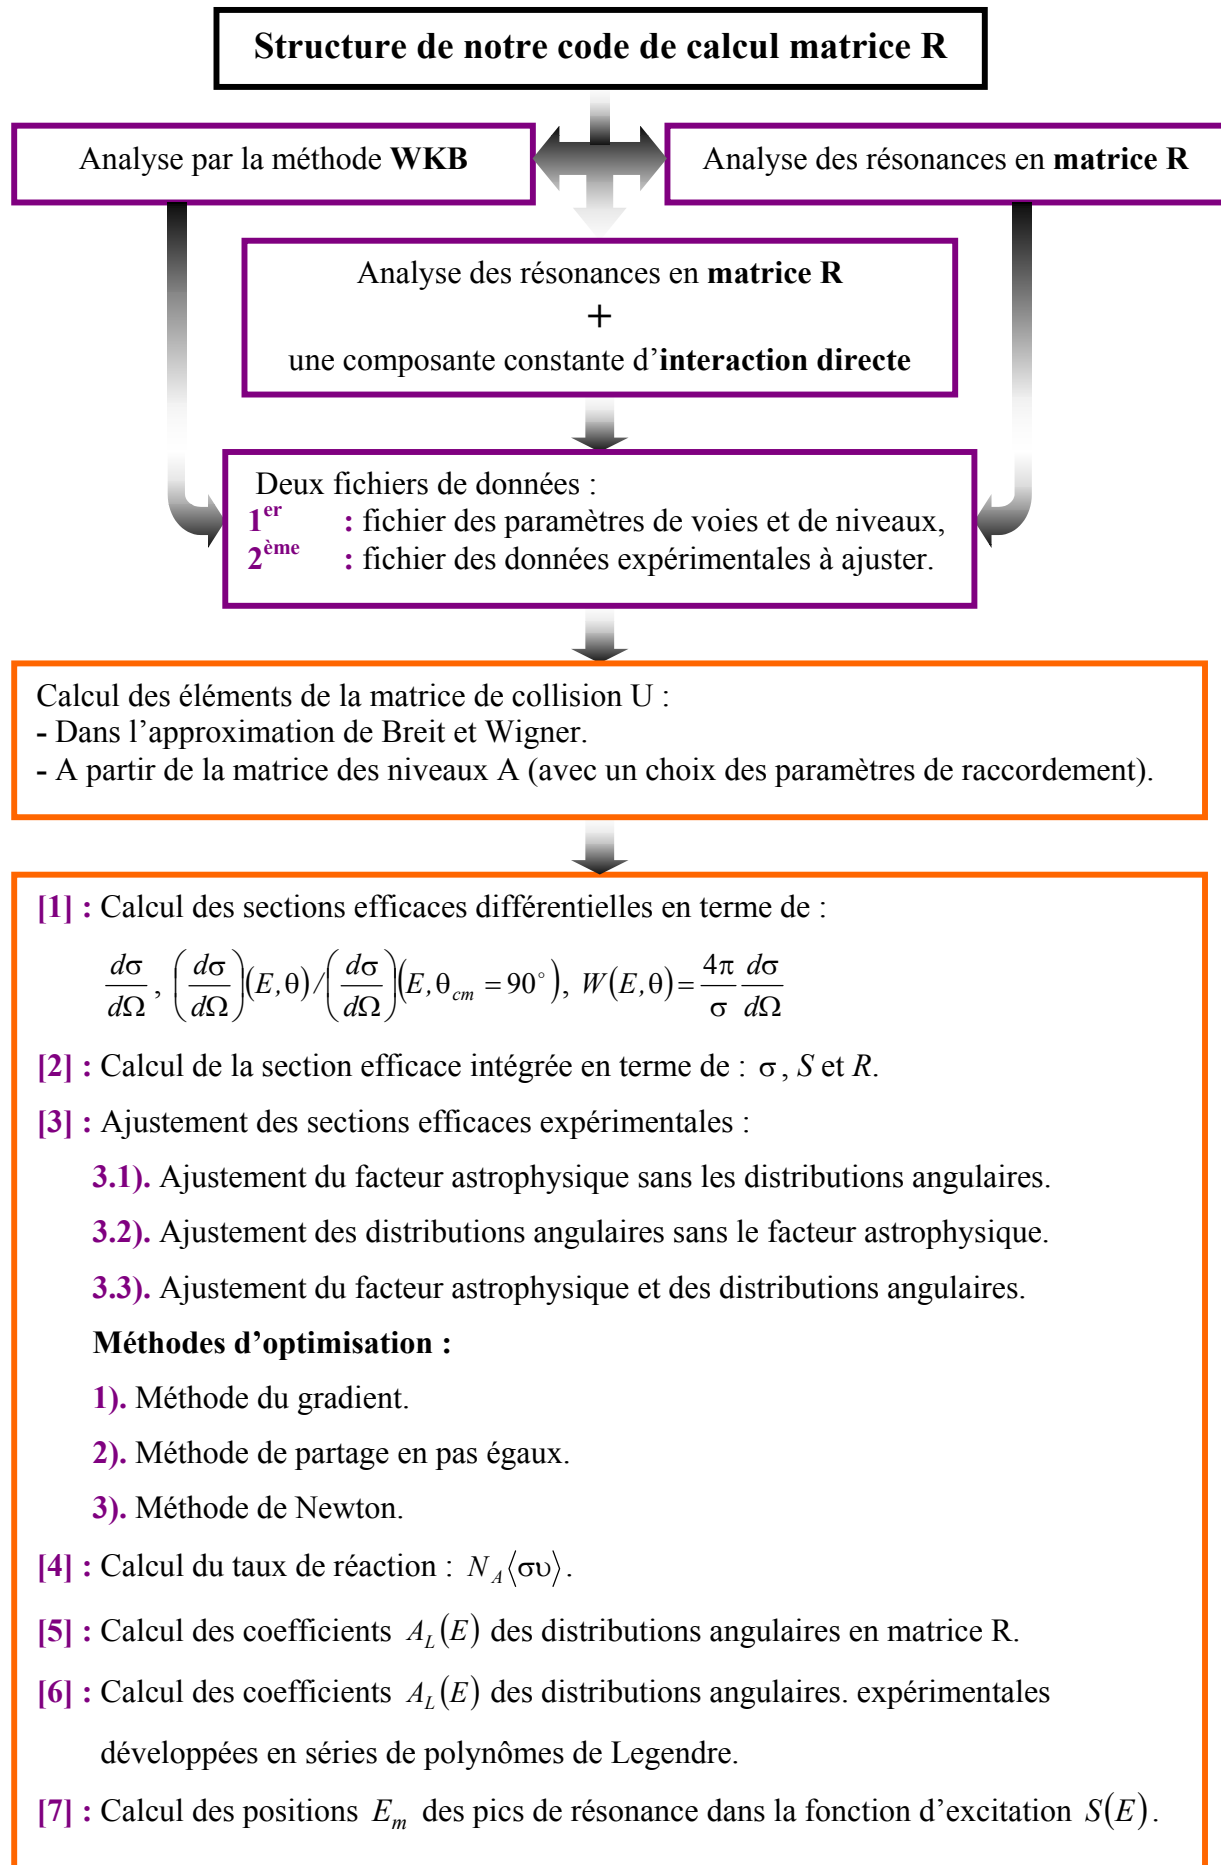 Structure de notre code de calcul matrice R
Analyse par la méthode WKB
Analyse des résonances en matrice R
Analyse des résonances en matrice R
+
une composante constante d’interaction directe
Deux fichiers de données :
1er : fichier des paramètres de voies et de niveaux,
2ème : fichier des données expérimentales à ajuster.
Calcul des éléments de la matrice de collision U :
- Dans l’approximation de Breit et Wigner.
- A partir de la matrice des niveaux A (avec un choix des paramètres de raccordement).
[1] : Calcul des sections efficaces différentielles en terme de :
dσ/dΩ , (dσ/dΩ)(E,θ)/(dσ/dΩ)(E,θcm = 90°), W(E,θ) = 4π/σ dσ/dΩ
[2] : Calcul de la section efficace intégrée en terme de : σ, S et R.
[3] : Ajustement des sections efficaces expérimentales :
3.1). Ajustement du facteur astrophysique sans les distributions angulaires.
3.2). Ajustement des distributions angulaires sans le facteur astrophysique.
3.3). Ajustement du facteur astrophysique et des distributions angulaires.
Méthodes d’optimisation :
1). Méthode du gradient.
2). Méthode de partage en pas égaux.
3). Méthode de Newton.
[4] : Calcul du taux de réaction : N_A⟨συ⟩.
[5] : Calcul des coefficients A_L(E) des distributions angulaires en matrice R.
[6] : Calcul des coefficients A_L(E) des distributions angulaires. expérimentales
développées en séries de polynômes de Legendre.
[7] : Calcul des positions E_m des pics de résonance dans la fonction d’excitation S(E).